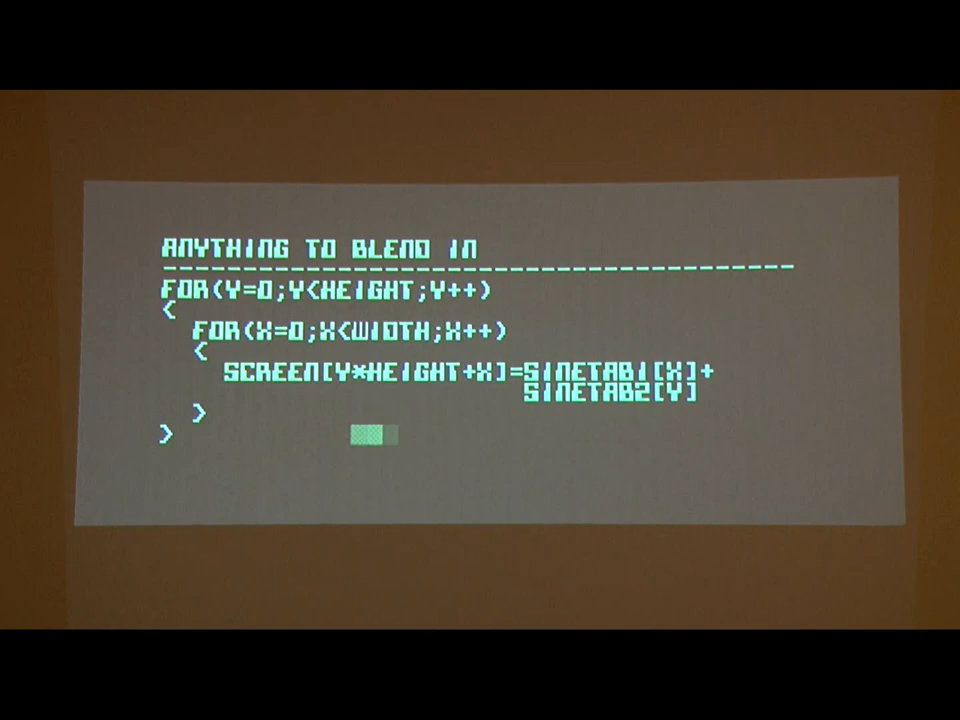 ANYTHING TO BLEND IN
-----------------------------------------
FOR(Y=0;Y<HEIGHT;Y++)
<
FOR(X=0;X<WIDTH;X++)
<
SCREEN[Y*HEIGHT+X]=SINETAB1[X]+
SINETAB2[Y]
>
>